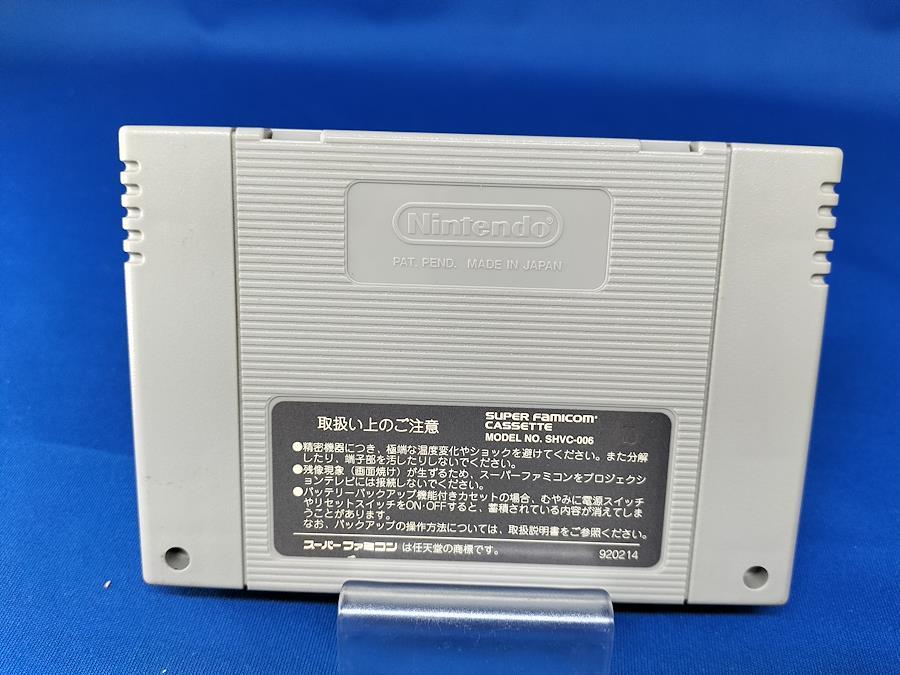 Nintendo®
PAT. PEND. MADE IN JAPAN
取扱い上のご注意
SUPER FAMICOM®
CASSETTE
MODEL NO. SHVC-006
●精密機器につき、極端な温度変化やショックを避けてください。また分解
したり、端子部を汚したりしないでください。
●残像現象（画面焼け）が生ずるため、スーパーファミコンをプロジェクシ
ョンテレビには接続しないでください。
●バッテリーバックアップ機能付きカセットの場合、むやみに電源スイッチ
やリセットスイッチをON・OFFすると、蓄積されている内容が消えてしま
うことがあります。
なお、バックアップの操作方法については、取扱説明書をご参照ください。
スーパーファミコンは任天堂の商標です。
920214